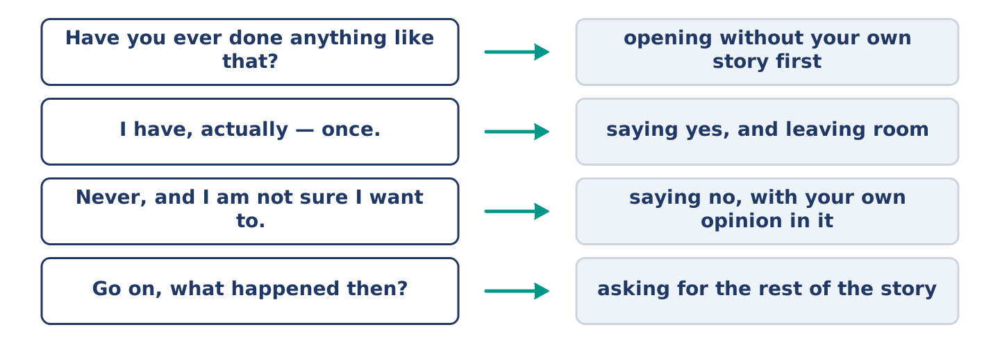 Have you ever done anything like
that?
opening without your own
story first
I have, actually — once.
saying yes, and leaving room
Never, and I am not sure I want
to.
saying no, with your own
opinion in it
Go on, what happened then?
asking for the rest of the story